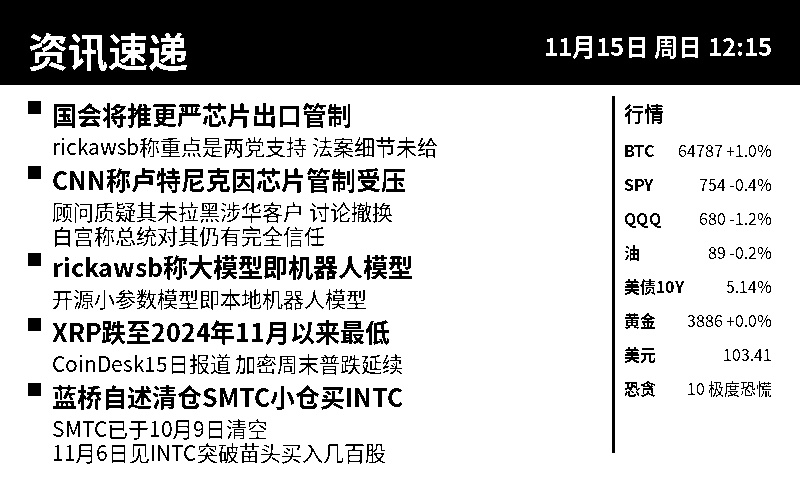 资讯速递
11月15日 周日 12:15
国会将推更严芯片出口管制
rickawsb称重点是两党支持 法案细节未给
CNN称卢特尼克因芯片管制受压
顾问质疑其未拉黑涉华客户 讨论撤换
白宫称总统对其仍有完全信任
rickawsb称大模型即机器人模型
开源小参数模型即本地机器人模型
XRP跌至2024年11月以来最低
CoinDesk15日报道 加密周末普跌延续
蓝桥自述清仓SMTC小仓买INTC
SMTC已于10月9日清空
11月6日见INTC突破苗头买入几百股
行情
BTC 64787 +1.0%
SPY 754 -0.4%
QQQ 680 -1.2%
油 89 -0.2%
美债10Y 5.14%
黄金 3886 +0.0%
美元 103.41
恐贪 10 极度恐慌